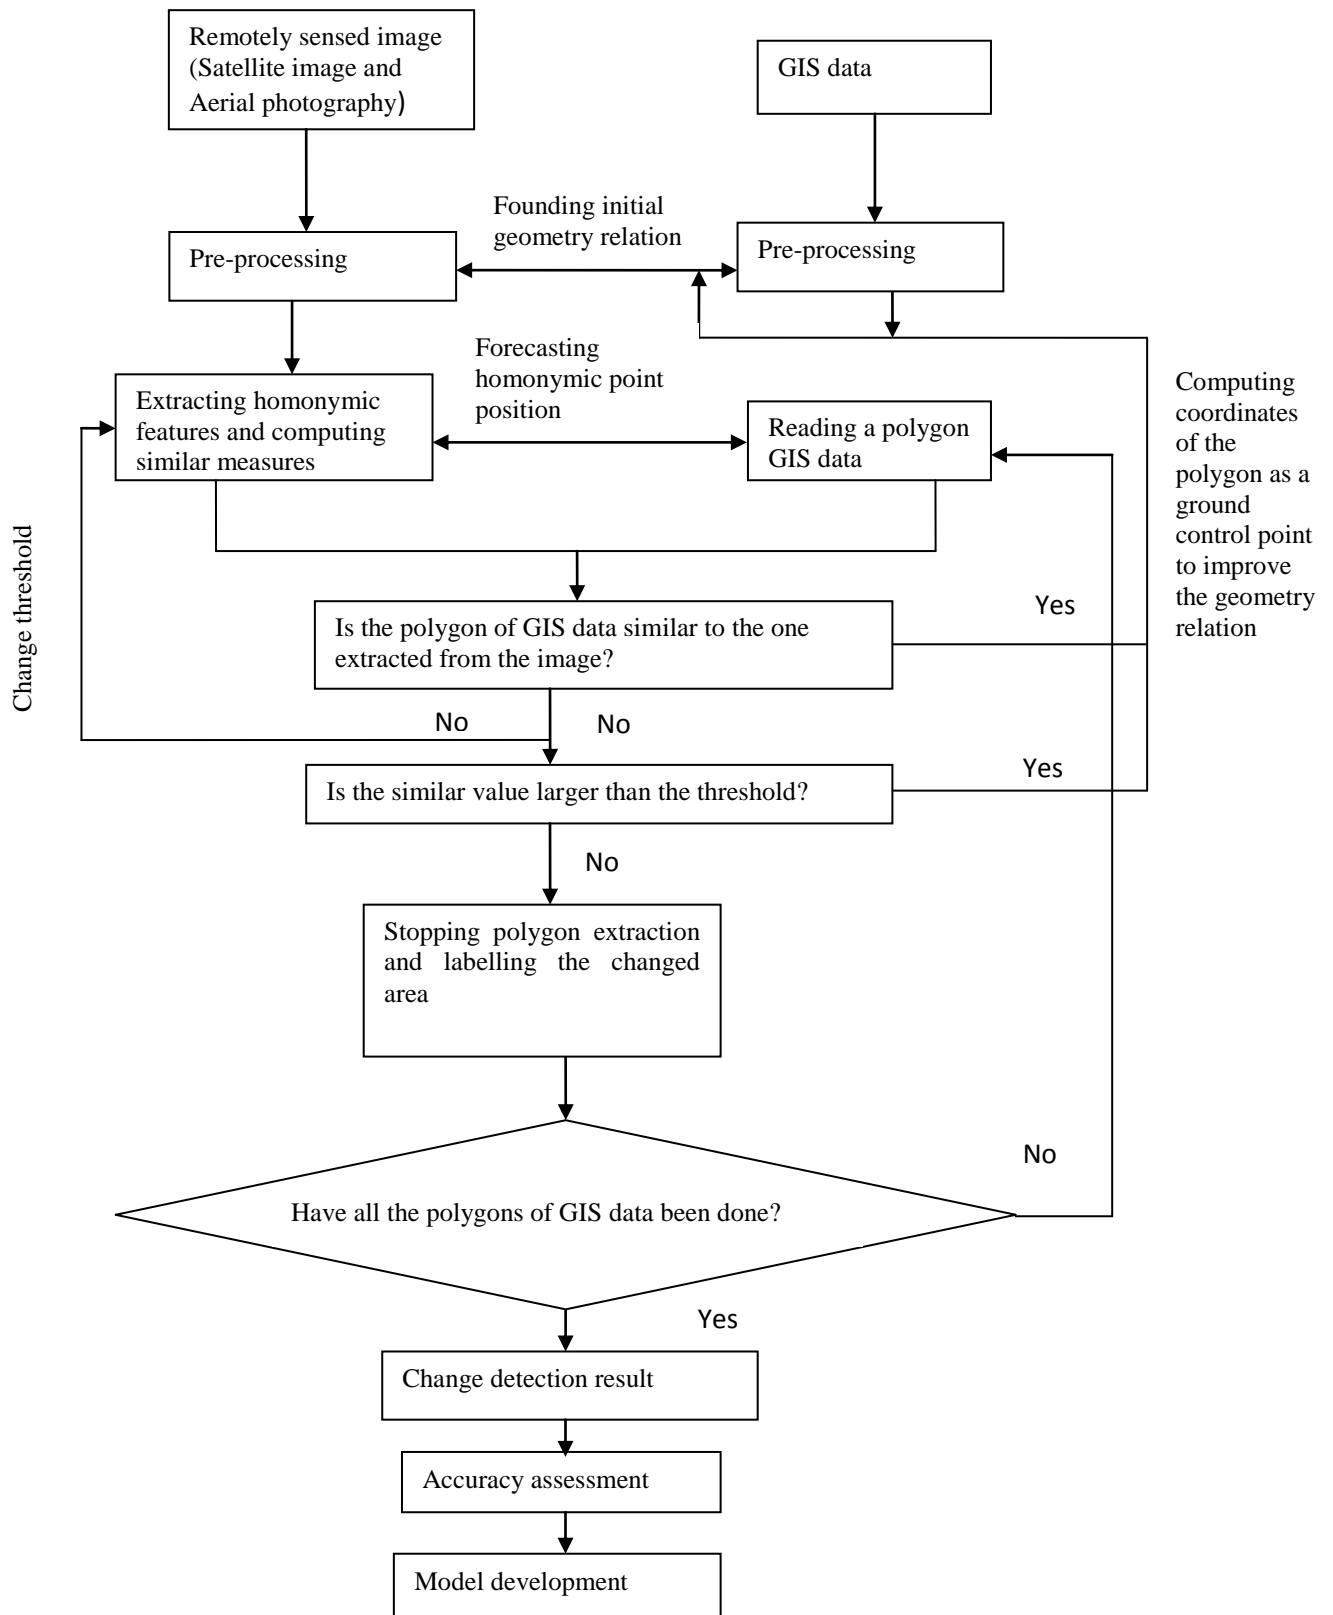 Remotely sensed image
(Satellite image and
Aerial photography)
GIS data
Founding initial
geometry relation
Pre-processing
Pre-processing
Forecasting
homonymic point
position
Extracting homonymic
features and computing
similar measures
Reading a polygon
GIS data
Computing
coordinates
of the
polygon as a
ground
control point
to improve
the geometry
relation
Change threshold
Yes
Is the polygon of GIS data similar to the one
extracted from the image?
No
No
Yes
Is the similar value larger than the threshold?
No
Stopping polygon extraction
and labelling the changed
area
No
Have all the polygons of GIS data been done?
Yes
Change detection result
Accuracy assessment
Model development